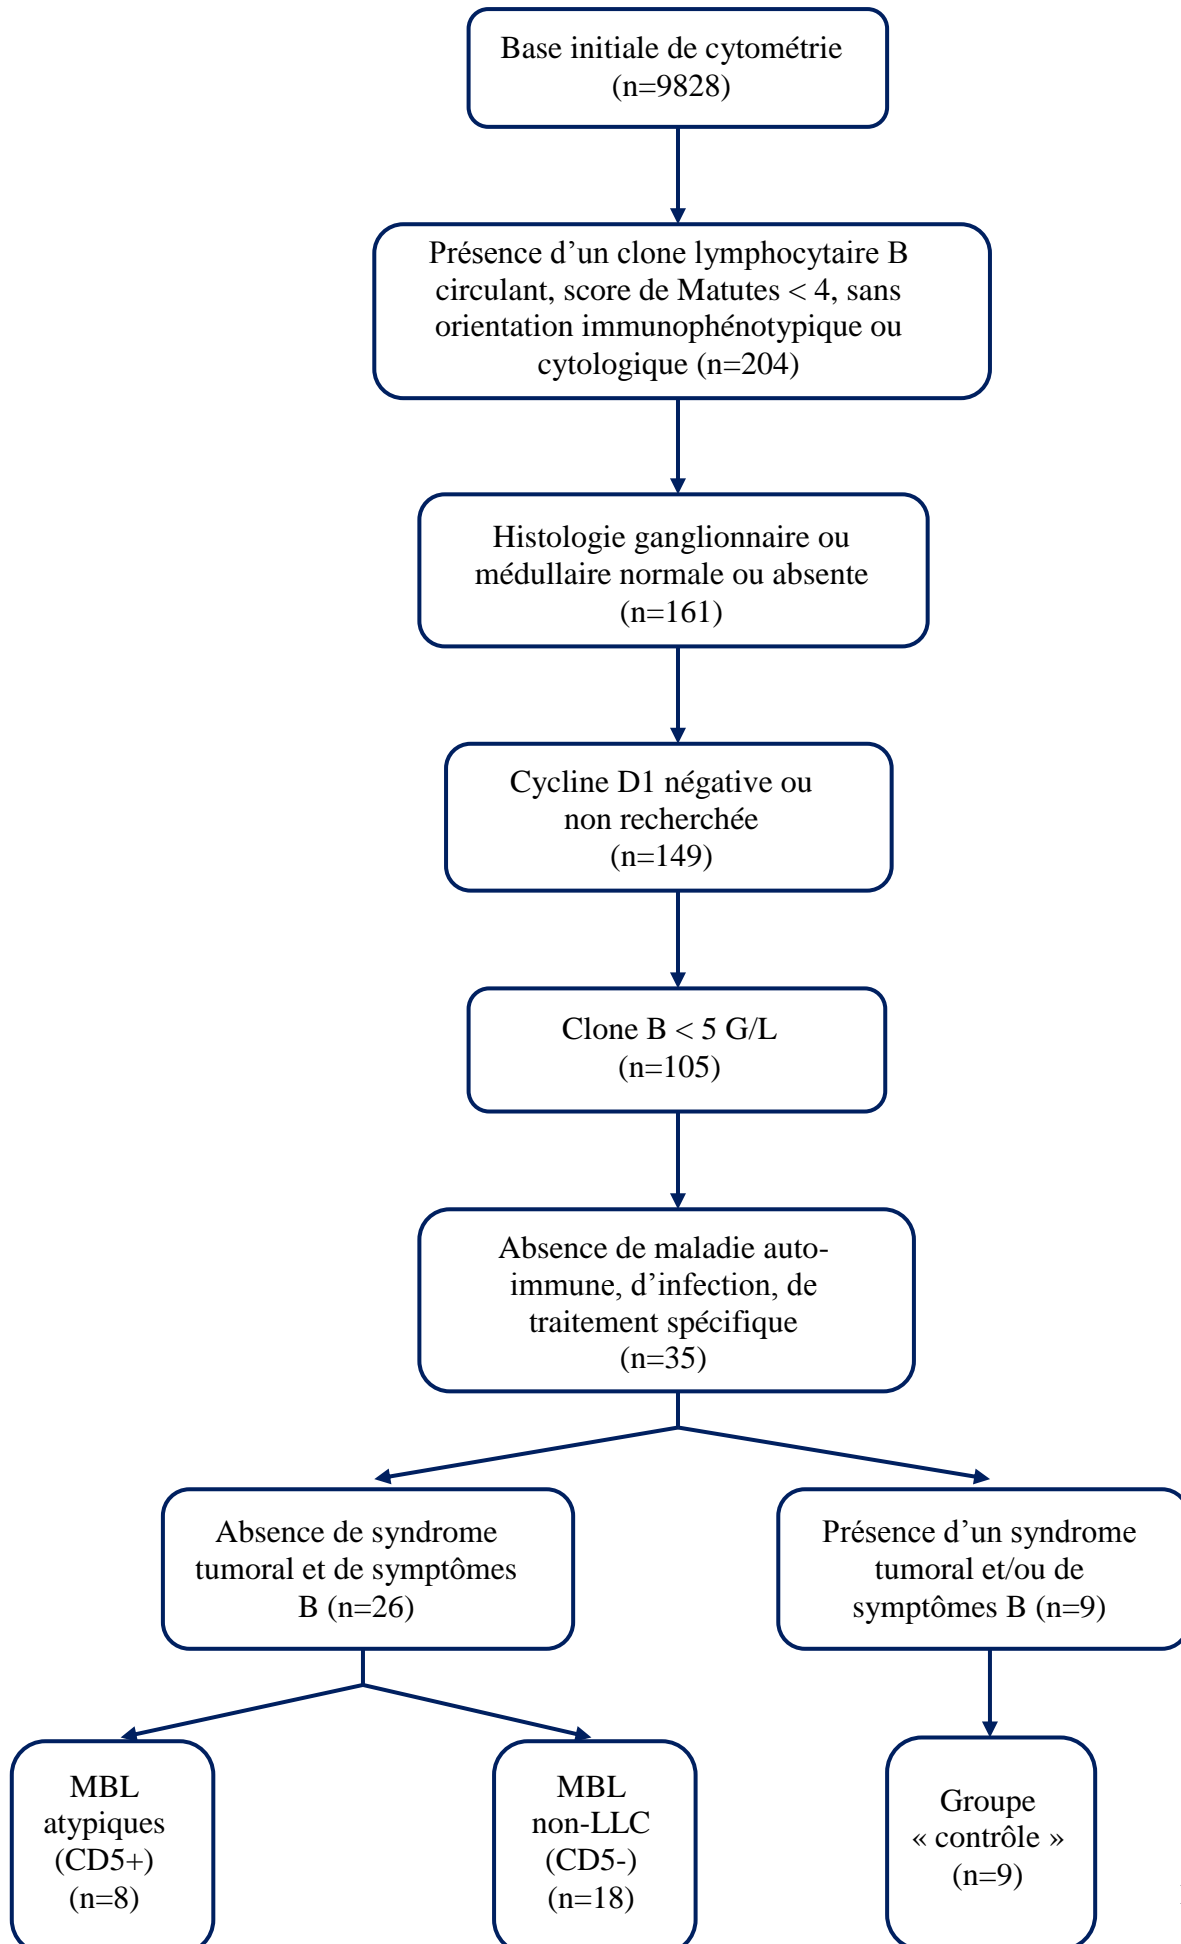 Base initiale de cytométrie
(n=9828)
Présence d’un clone lymphocytaire B
circulant, score de Matutes < 4, sans
orientation immunophénotypique ou
cytologique (n=204)
Histologie ganglionnaire ou
médullaire normale ou absente
(n=161)
Cycline D1 négative ou
non recherchée
(n=149)
Clone B < 5 G/L
(n=105)
Absence de maladie auto-
immune, d’infection, de
traitement spécifique
(n=35)
Absence de syndrome
tumoral et de symptômes
B (n=26)
Présence d’un syndrome
tumoral et/ou de
symptômes B (n=9)
MBL
atypiques
(CD5+)
(n=8)
MBL
non-LLC
(CD5-)
(n=18)
Groupe
« contrôle »
(n=9)